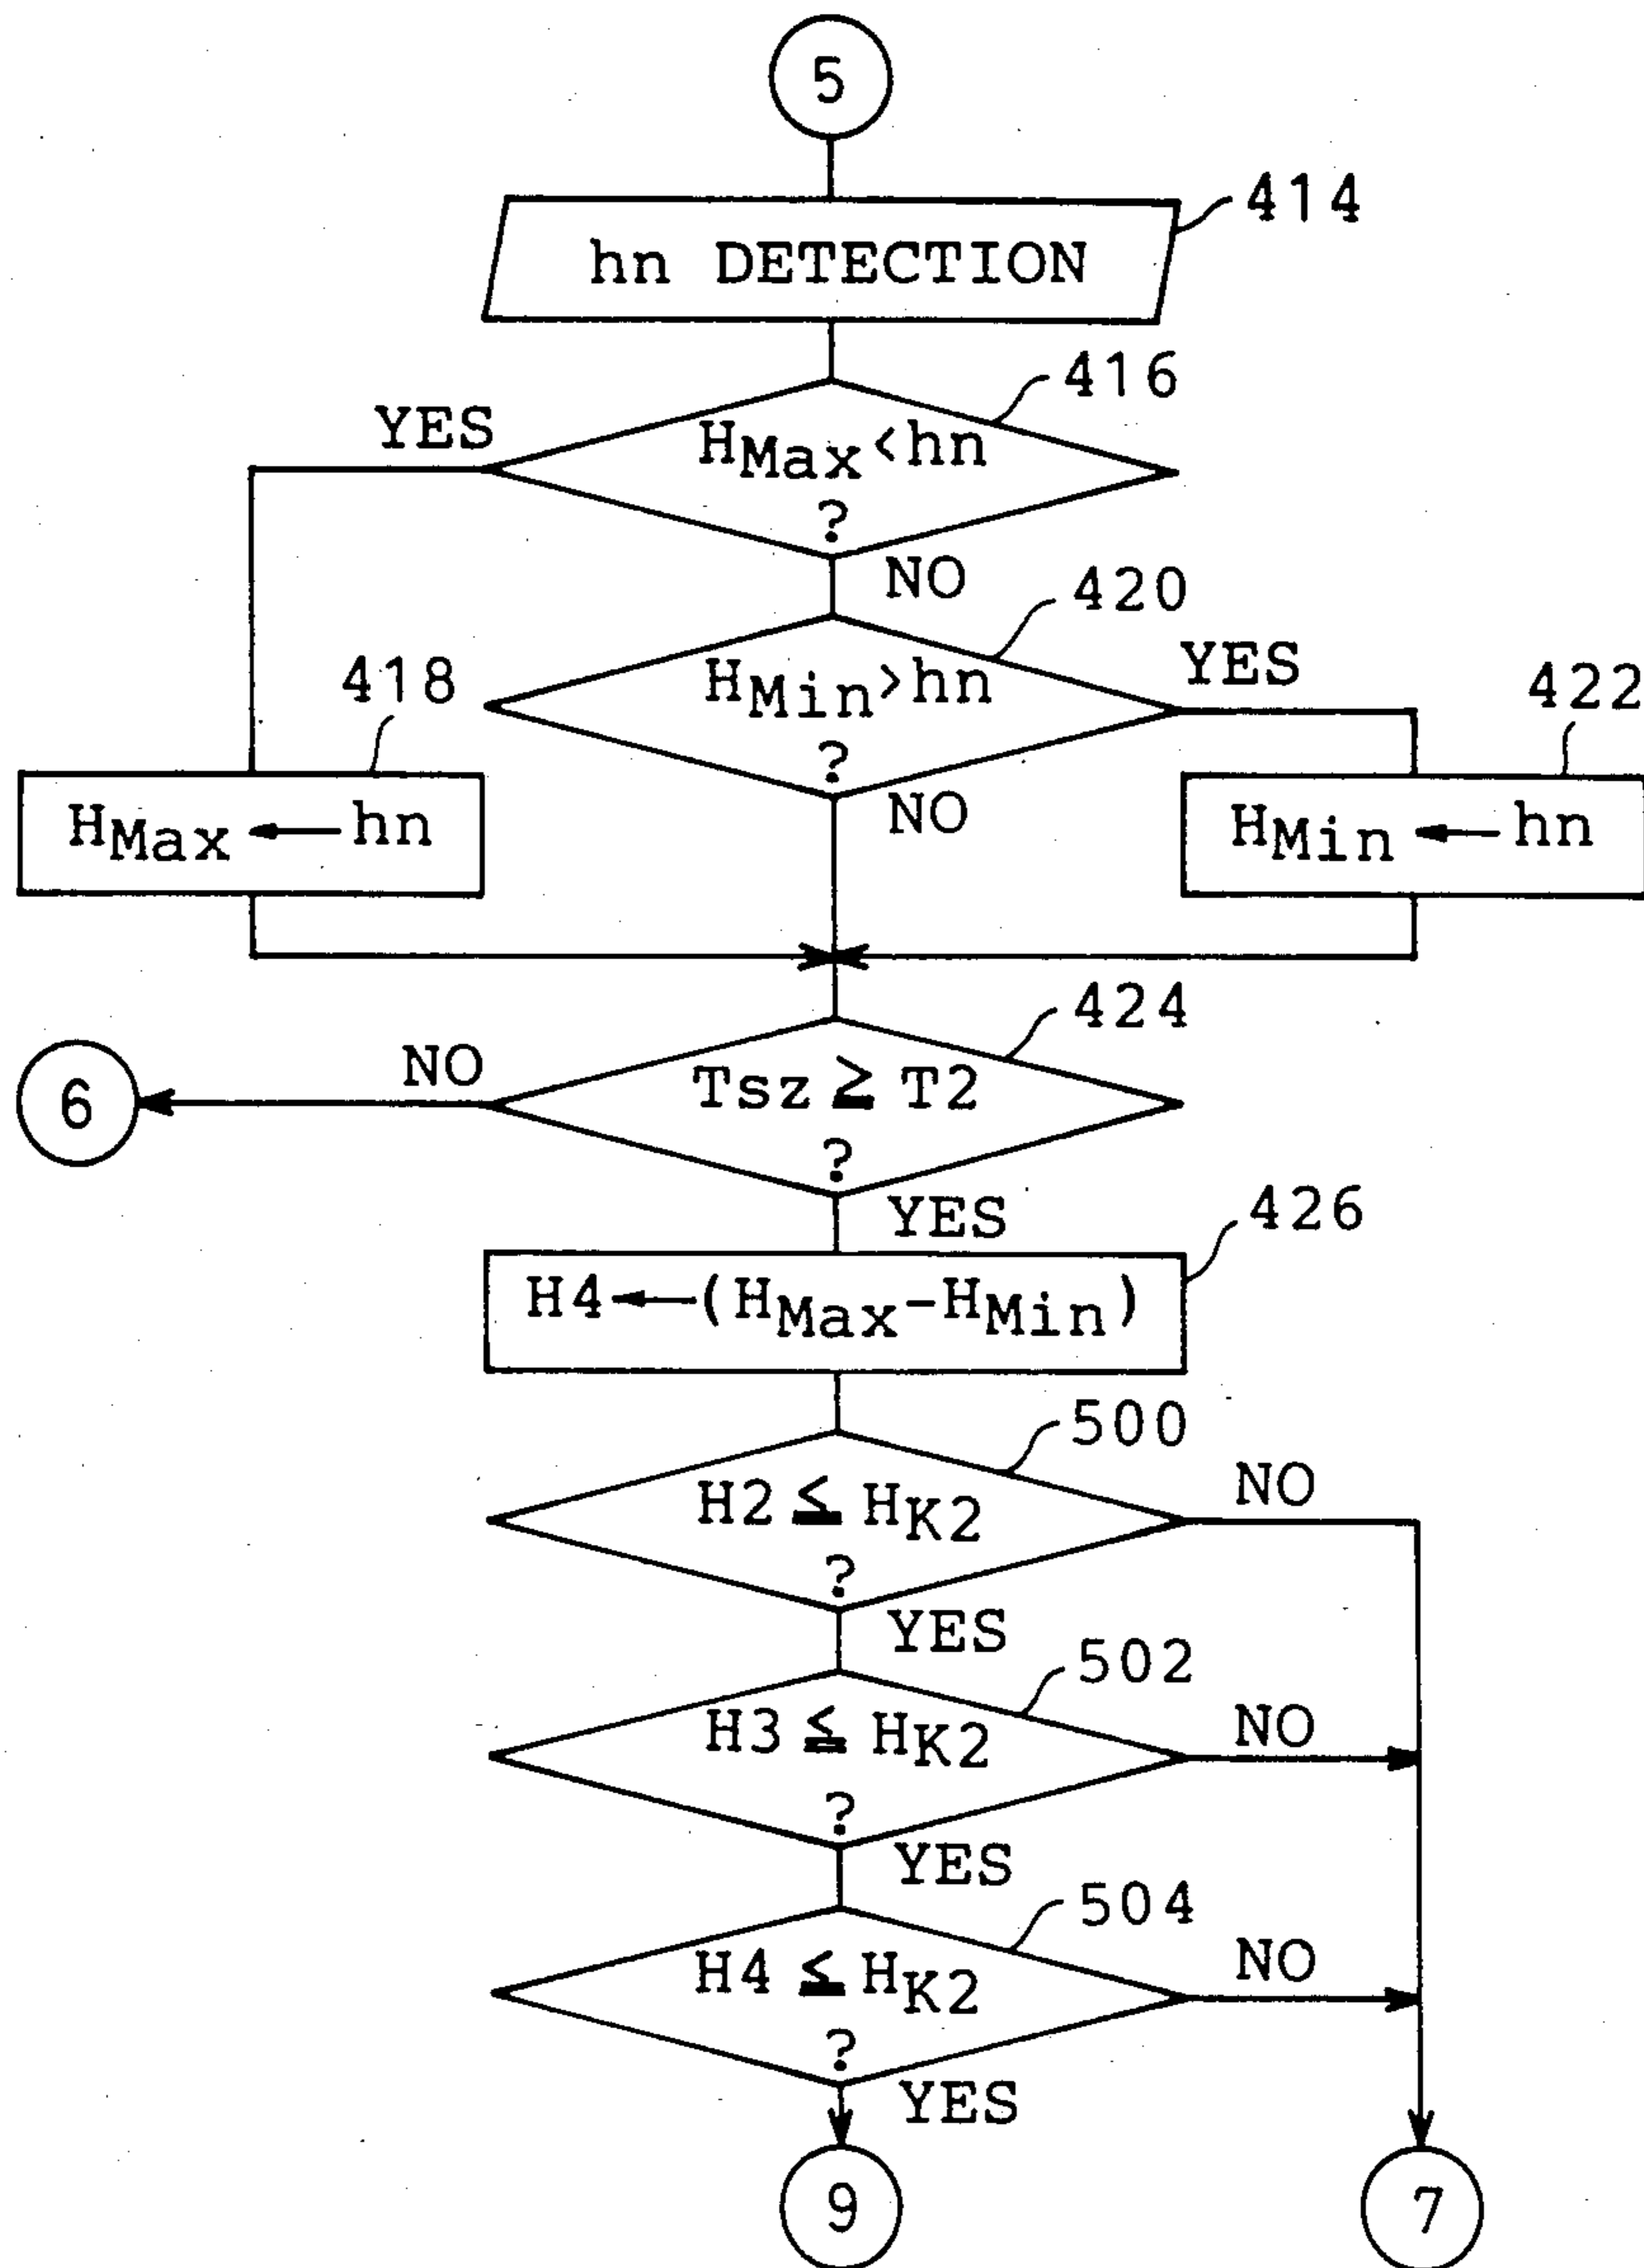 5
414
hn DETECTION
416
YES
HMax<hn
?
NO
420
YES
418
HMin>hn
422
?
NO
HMax ← hn
HMin ← hn
424
NO
Tsz ≥ T2
6
?
YES
426
H4←(HMax-HMin)
500
NO
H2 ≤ HK2
?
YES
502
NO
H3 ≤ HK2
?
YES
504
NO
H4 ≤ HK2
?
YES
9
7